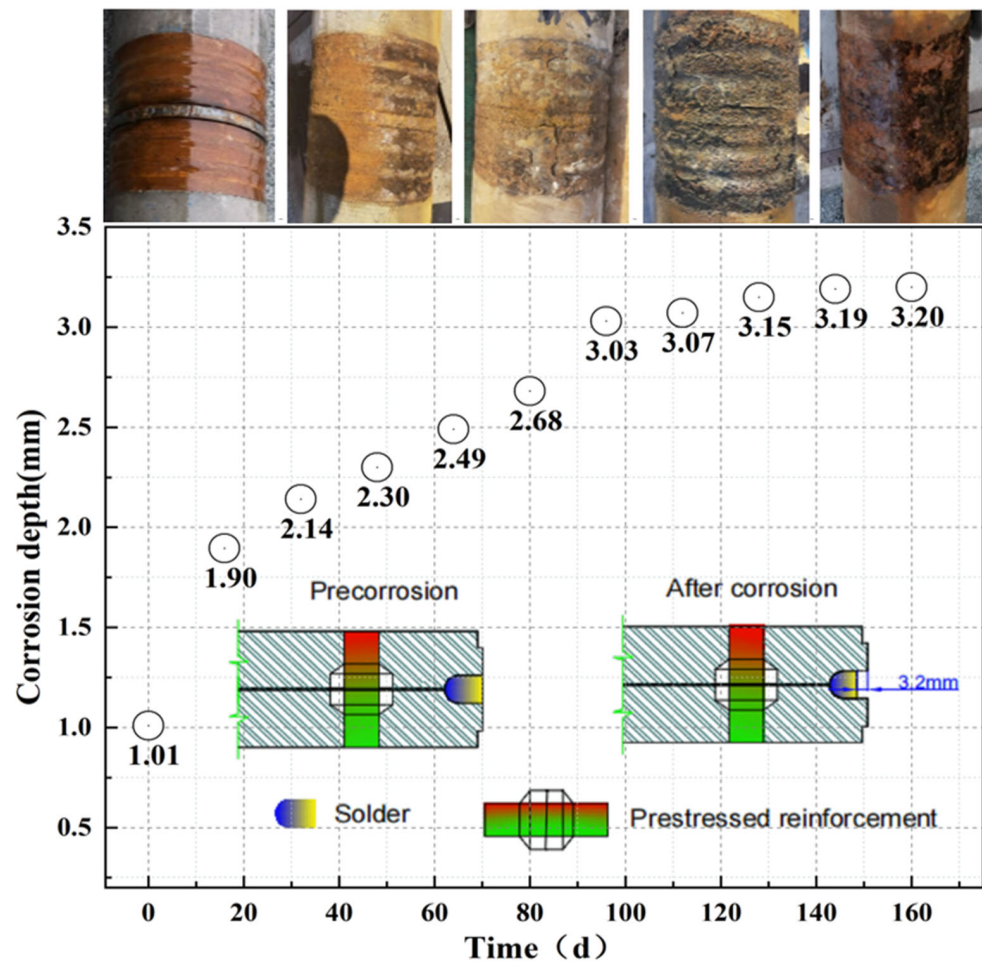 3.5
3.0
2.5
2.0
1.5
1.0
0.5
Corrosion depth(mm)
1.01
1.90
2.14
2.30
2.49
2.68
3.03
3.07
3.15
3.19
3.20
Precorrosion
After corrosion
3.2mm
Solder
Prestressed reinforcement
0 20 40 60 80 100 120 140 160
Time（d）